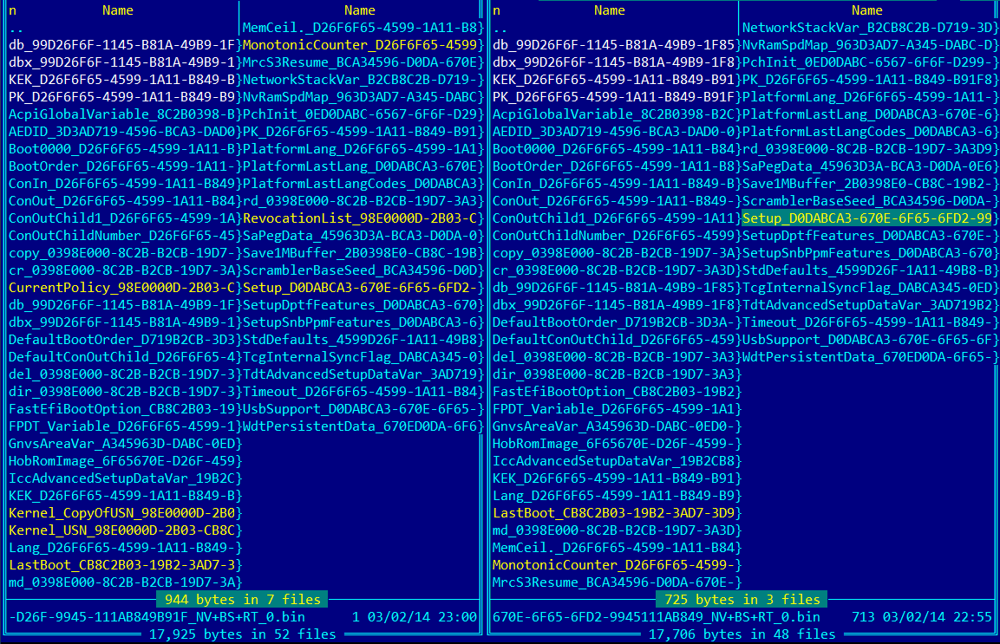 n Name
..
db_99D26F6F-1145-B81A-49B9-1F}
dbx_99D26F6F-1145-B81A-49B9-1}
KEK_D26F6F65-4599-1A11-B849-B}
PK_D26F6F65-4599-1A11-B849-B9}
AcpiGlobalVariable_8C2B0398-B}
AEDID_3D3AD719-4596-BCA3-DAD0}
Boot0000_D26F6F65-4599-1A11-B}
BootOrder_D26F6F65-4599-1A11-}
ConIn_D26F6F65-4599-1A11-B849}
ConOut_D26F6F65-4599-1A11-B84}
ConOutChild1_D26F6F65-4599-1A}
ConOutChildNumber_D26F6F65-45}
copy_0398E000-8C2B-B2CB-19D7-}
cr_0398E000-8C2B-B2CB-19D7-3A}
CurrentPolicy_98E0000D-2B03-C}
db_99D26F6F-1145-B81A-49B9-1F}
dbx_99D26F6F-1145-B81A-49B9-1}
DefaultBootOrder_D719B2CB-3D3}
DefaultConOutChild_D26F6F65-4}
del_0398E000-8C2B-B2CB-19D7-3}
dir_0398E000-8C2B-B2CB-19D7-3}
FastEfiBootOption_CB8C2B03-19}
FPDT_Variable_D26F6F65-4599-1}
GnvsAreaVar_A345963D-DABC-0ED}
HobRomImage_6F65670E-D26F-459}
IccAdvancedSetupDataVar_19B2C}
KEK_D26F6F65-4599-1A11-B849-B}
Kernel_CopyOfUSN_98E0000D-2B0}
Kernel_USN_98E0000D-2B03-CB8C}
Lang_D26F6F65-4599-1A11-B849-}
LastBoot_CB8C2B03-19B2-3AD7-3}
md_0398E000-8C2B-B2CB-19D7-3A}
Name
MemCeil._D26F6F65-4599-1A11-B8}
MonotonicCounter_D26F6F65-4599}
MrcS3Resume_BCA34596-D0DA-670E}
NetworkStackVar_B2CB8C2B-D719-}
NvRamSpdMap_963D3AD7-A345-DABC}
PchInit_0ED0DABC-6567-6F6F-D29}
PK_D26F6F65-4599-1A11-B849-B91}
PlatformLang_D26F6F65-4599-1A1}
PlatformLastLang_D0DABCA3-670E}
PlatformLastLangCodes_D0DABCA3}
rd_0398E000-8C2B-B2CB-19D7-3A3}
RevocationList_98E0000D-2B03-C}
SaPegData_45963D3A-BCA3-D0DA-0}
Save1MBuffer_2B0398E0-CB8C-19B}
ScramblerBaseSeed_BCA34596-D0D}
Setup_D0DABCA3-670E-6F65-6FD2-}
SetupDptfFeatures_D0DABCA3-670}
SetupSnbPpmFeatures_D0DABCA3-6}
StdDefaults_4599D26F-1A11-49B8}
TcgInternalSyncFlag_DABCA345-0}
TdtAdvancedSetupDataVar_3AD719}
Timeout_D26F6F65-4599-1A11-B84}
UsbSupport_D0DABCA3-670E-6F65-}
WdtPersistentData_670ED0DA-6F6}
944 bytes in 7 files
-D26F-9945-111AB849B91F_NV+BS+RT_0.bin 1 03/02/14 23:00
17,925 bytes in 52 files
n Name
..
db_99D26F6F-1145-B81A-49B9-1F85}
dbx_99D26F6F-1145-B81A-49B9-1F8}
KEK_D26F6F65-4599-1A11-B849-B91}
PK_D26F6F65-4599-1A11-B849-B91F}
AcpiGlobalVariable_8C2B0398-B2C}
AEDID_3D3AD719-4596-BCA3-DAD0-0}
Boot0000_D26F6F65-4599-1A11-B84}
BootOrder_D26F6F65-4599-1A11-B8}
ConIn_D26F6F65-4599-1A11-B849-B}
ConOut_D26F6F65-4599-1A11-B849-}
ConOutChild1_D26F6F65-4599-1A11}
ConOutChildNumber_D26F6F65-4599}
copy_0398E000-8C2B-B2CB-19D7-3A}
cr_0398E000-8C2B-B2CB-19D7-3A3D}
db_99D26F6F-1145-B81A-49B9-1F85}
dbx_99D26F6F-1145-B81A-49B9-1F8}
DefaultBootOrder_D719B2CB-3D3A-}
DefaultConOutChild_D26F6F65-459}
del_0398E000-8C2B-B2CB-19D7-3A3}
dir_0398E000-8C2B-B2CB-19D7-3A3}
FastEfiBootOption_CB8C2B03-19B2}
FPDT_Variable_D26F6F65-4599-1A1}
GnvsAreaVar_A345963D-DABC-0ED0-}
HobRomImage_6F65670E-D26F-4599-}
IccAdvancedSetupDataVar_19B2CB8}
KEK_D26F6F65-4599-1A11-B849-B91}
Lang_D26F6F65-4599-1A11-B849-B9}
LastBoot_CB8C2B03-19B2-3AD7-3D9}
md_0398E000-8C2B-B2CB-19D7-3A3D}
MemCeil._D26F6F65-4599-1A11-B84}
MonotonicCounter_D26F6F65-4599-}
MrcS3Resume_BCA34596-D0DA-670E-}
Name
NetworkStackVar_B2CB8C2B-D719-3D}
NvRamSpdMap_963D3AD7-A345-DABC-D}
PchInit_0ED0DABC-6567-6F6F-D299-}
PK_D26F6F65-4599-1A11-B849-B91F8}
PlatformLang_D26F6F65-4599-1A11-}
PlatformLastLang_D0DABCA3-670E-6}
PlatformLastLangCodes_D0DABCA3-6}
rd_0398E000-8C2B-B2CB-19D7-3A3D9}
SaPegData_45963D3A-BCA3-D0DA-0E6}
Save1MBuffer_2B0398E0-CB8C-19B2-}
ScramblerBaseSeed_BCA34596-D0DA-}
Setup_D0DABCA3-670E-6F65-6FD2-99}
SetupDptfFeatures_D0DABCA3-670E-}
SetupSnbPpmFeatures_D0DABCA3-670}
StdDefaults_4599D26F-1A11-49B8-B}
TcgInternalSyncFlag_DABCA345-0ED}
TdtAdvancedSetupDataVar_3AD719B2}
Timeout_D26F6F65-4599-1A11-B849-}
UsbSupport_D0DABCA3-670E-6F65-6F}
WdtPersistentData_670ED0DA-6F65-}
725 bytes in 3 files
670E-6F65-6FD2-9945111AB849_NV+BS+RT_0.bin 713 03/02/14 22:55
17,706 bytes in 48 files